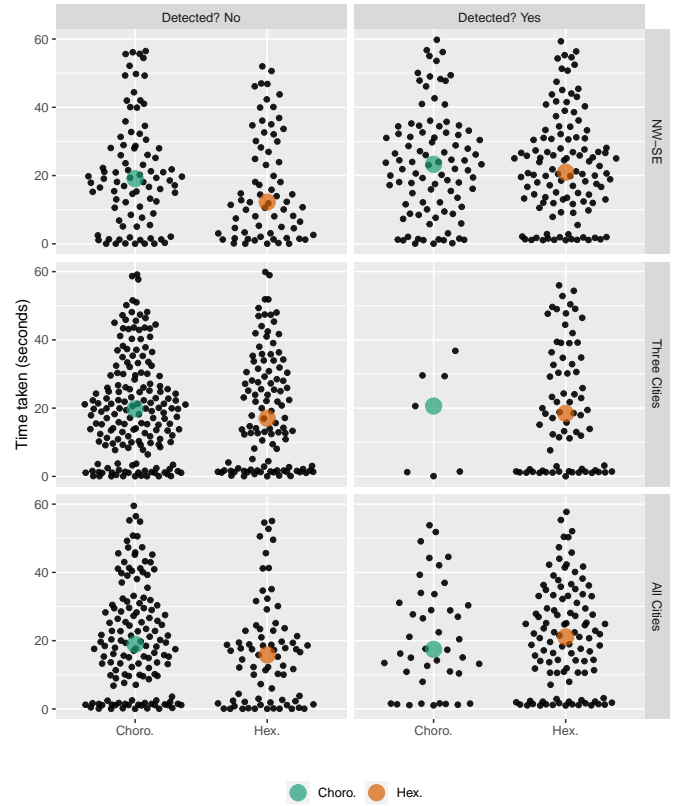 Detected? No
Detected? Yes
60
40
20
0
NW–SE
60
40
20
0
Three Cities
60
40
20
0
All Cities
Time taken (seconds)
Choro.
Hex.
Choro.
Hex.
Choro.
Hex.